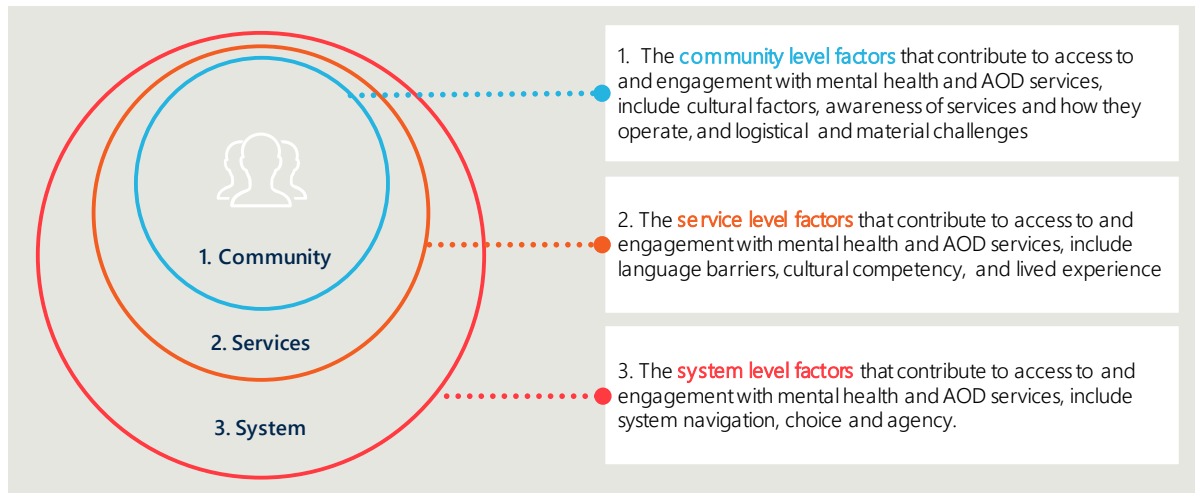 1. Community
2. Services
3. System
1. The community level factors that contribute to access to
and engagement with mental health and AOD services,
include cultural factors, awareness of services and how they
operate, and logistical and material challenges
2. The service level factors that contribute to access to and
engagement with mental health and AOD services, include
language barriers, cultural competency, and lived experience
3. The system level factors that contribute to access to and
engagement with mental health and AOD services, include
system navigation, choice and agency.